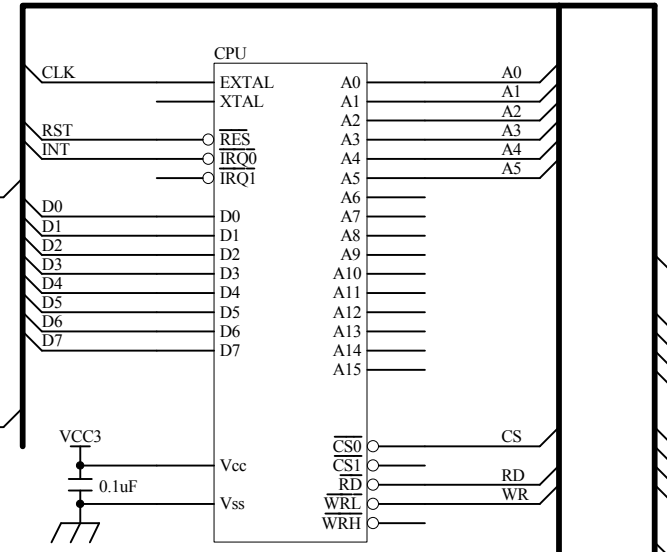 CPU
CLK EXTAL A0 A0
XTAL A1 A1
A2 A2
RST RES A3 A3
INT IRQ0 A4 A4
IRQ1 A5 A5
A6
D0 D0 A7
D1 D1 A8
D2 D2 A9
D3 D3 A10
D4 D4 A11
D5 D5 A12
D6 D6 A13
D7 D7 A14
A15
VCC3 CS0 CS
Vcc CS1
0.1uF RD RD
Vss WRL WR
WRH